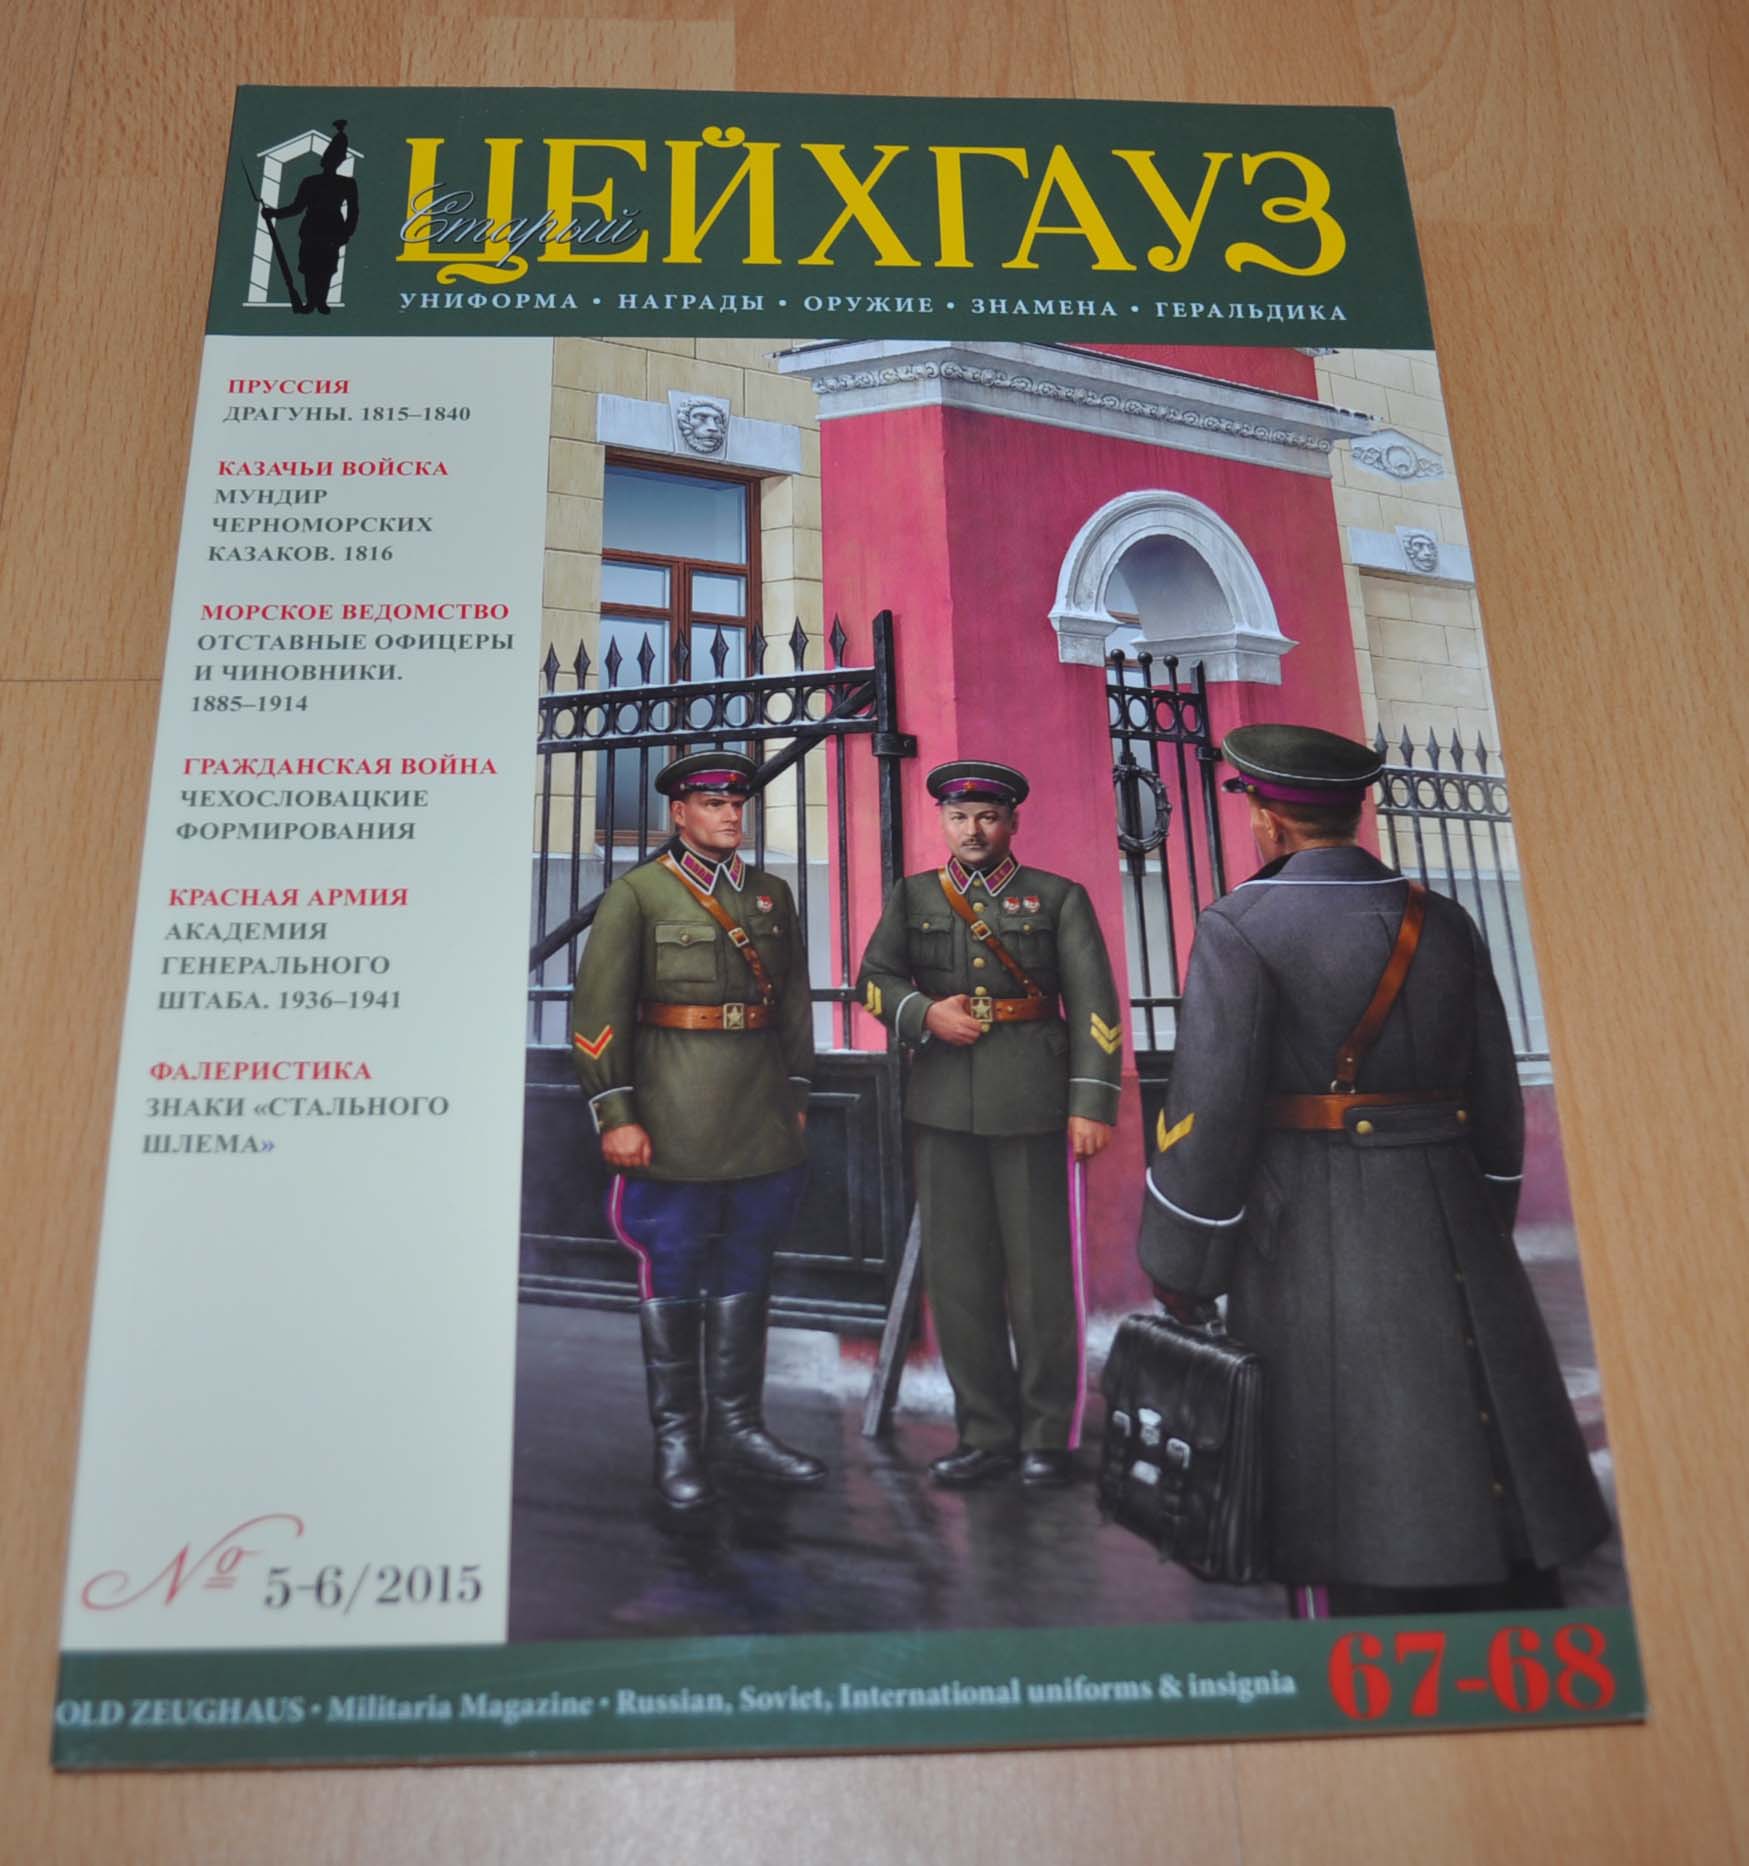 ЦЕЙХГАУЗ
Старый
УНИФОРМА • НАГРАДЫ • ОРУЖИЕ • ЗНАМЕНА • ГЕРАЛЬДИКА
ПРУССИЯ
ДРАГУНЫ. 1815–1840
КАЗАЧЬИ ВОЙСКА
МУНДИР
ЧЕРНОМОРСКИХ
КАЗАКОВ. 1816
МОРСКОЕ ВЕДОМСТВО
ОТСТАВНЫЕ ОФИЦЕРЫ
И ЧИНОВНИКИ.
1885–1914
ГРАЖДАНСКАЯ ВОЙНА
ЧЕХОСЛОВАЦКИЕ
ФОРМИРОВАНИЯ
КРАСНАЯ АРМИЯ
АКАДЕМИЯ
ГЕНЕРАЛЬНОГО
ШТАБА. 1936–1941
ФАЛЕРИСТИКА
ЗНАКИ «СТАЛЬНОГО
ШЛЕМА»
№ 5-6/2015
67-68
OLD ZEUGHAUS • Militaria Magazine • Russian, Soviet, International uniforms & insignia